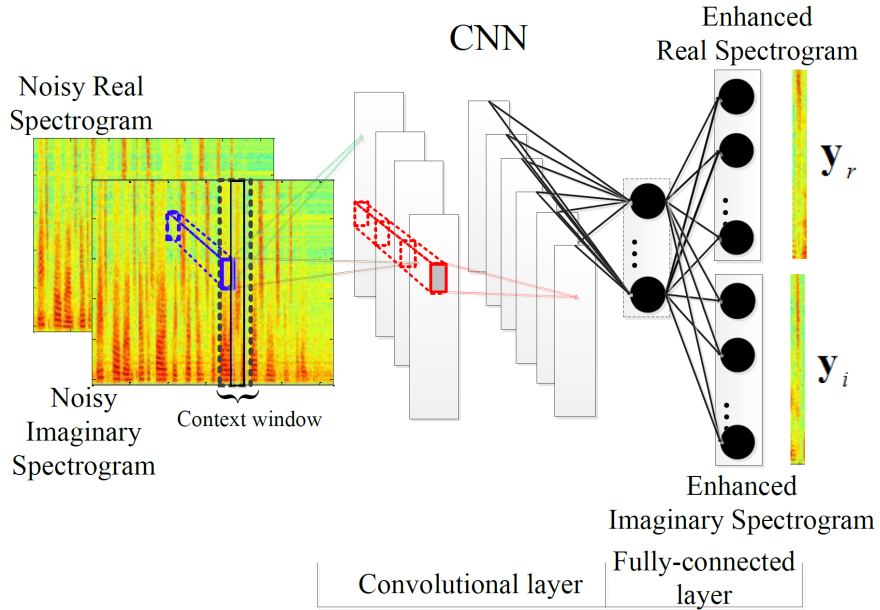 CNN
Enhanced
Real Spectrogram
Noisy Real
Spectrogram
y r
y i
Noisy
Imaginary
Spectrogram
Context window
Enhanced
Imaginary Spectrogram
Convolutional layer
Fully-connected
layer